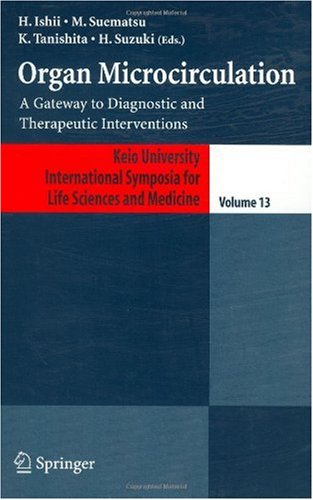 H. Ishii • M. Suematsu
K. Tanishita • H. Suzuki (Eds.)
Organ Microcirculation
A Gateway to Diagnostic and
Therapeutic Interventions
Keio University
International Symposia for
Life Sciences and Medicine
Volume 13
Springer